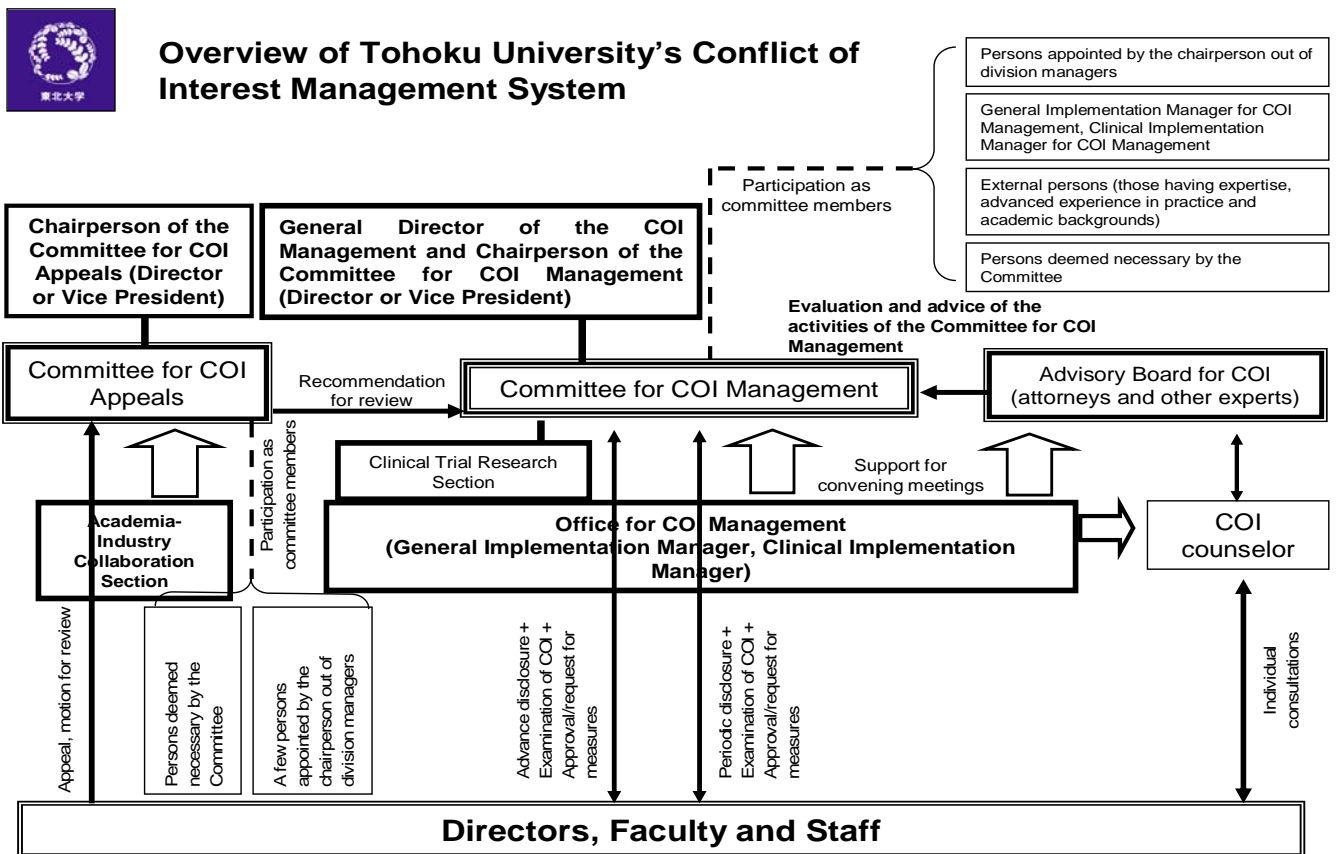 東北大学
Overview of Tohoku University's Conflict of
Interest Management System
Persons appointed by the chairperson out of
division managers
General Implementation Manager for COI
Management, Clinical Implementation
Manager for COI Management
External persons (those having expertise,
advanced experience in practice and
academic backgrounds)
Persons deemed necessary by the
Committee
Participation as
committee members
Chairperson of the
Committee for COI
Appeals (Director
or Vice President)
General Director of the COI
Management and Chairperson of the
Committee for COI Management
(Director or Vice President)
Evaluation and advice of the
activities of the Committee for COI
Management
Committee for COI
Appeals
Recommendation
for review
Committee for COI Management
Advisory Board for COI
(attorneys and other experts)
Participation as
committee members
Clinical Trial Research
Section
Support for
convening meetings
Academia-
Industry
Collaboration
Section
Office for COI Management
(General Implementation Manager, Clinical Implementation
Manager)
COI
counselor
Appeal, motion for review
Persons deemed
necessary by the
Committee
A few persons
appointed by the
chairperson out of
division managers
Advance disclosure +
Examination of COI +
Approval/request for
measures
Periodic disclosure +
Examination of COI +
Approval/request for
measures
Individual
consultations
Directors, Faculty and Staff